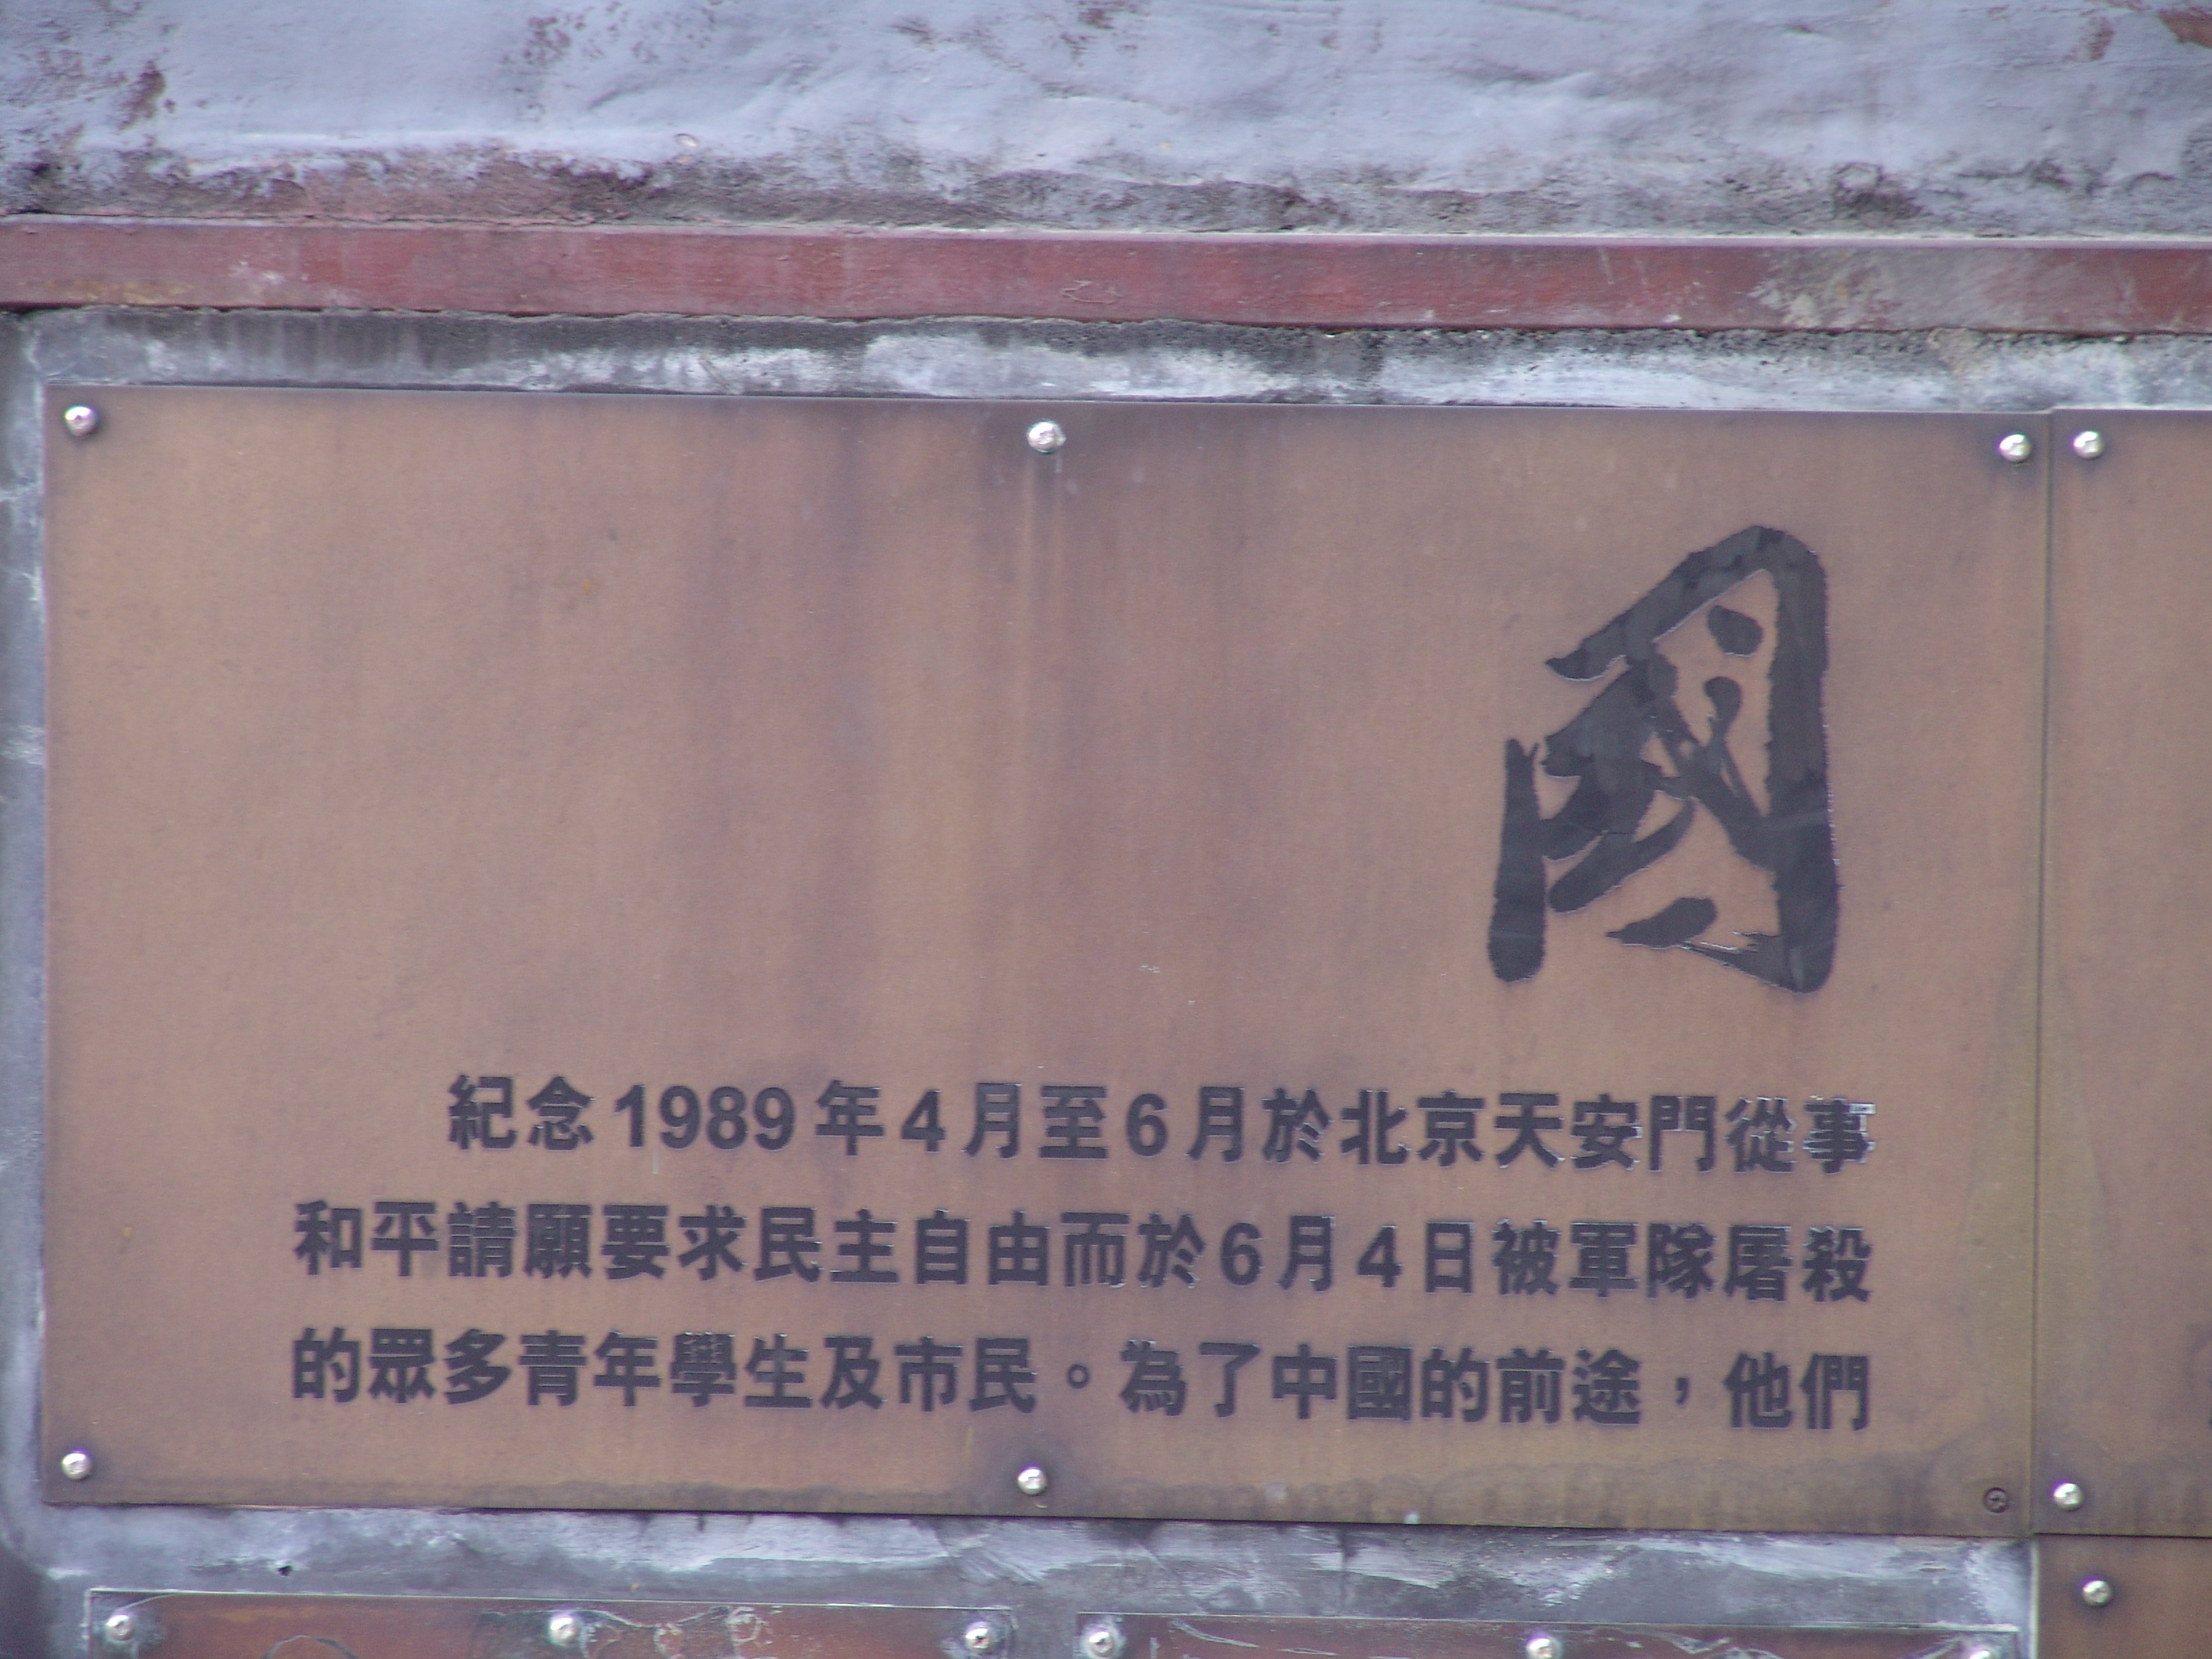 國
紀念1989年4月至6月於北京天安門從事
和平請願要求民主自由而於6月4日被軍隊屠殺
的眾多青年學生及市民。為了中國的前途，他們